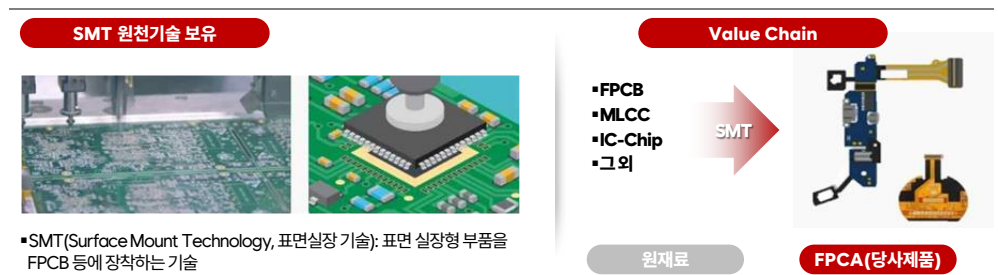 SMT 원천기술 보유
▪SMT(Surface Mount Technology, 표면실장 기술): 표면 실장형 부품을
FPCB 등에 장착하는 기술
Value Chain
▪FPCB
▪MLCC
▪IC-Chip
▪그 외
SMT
원재료
FPCA(당사제품)